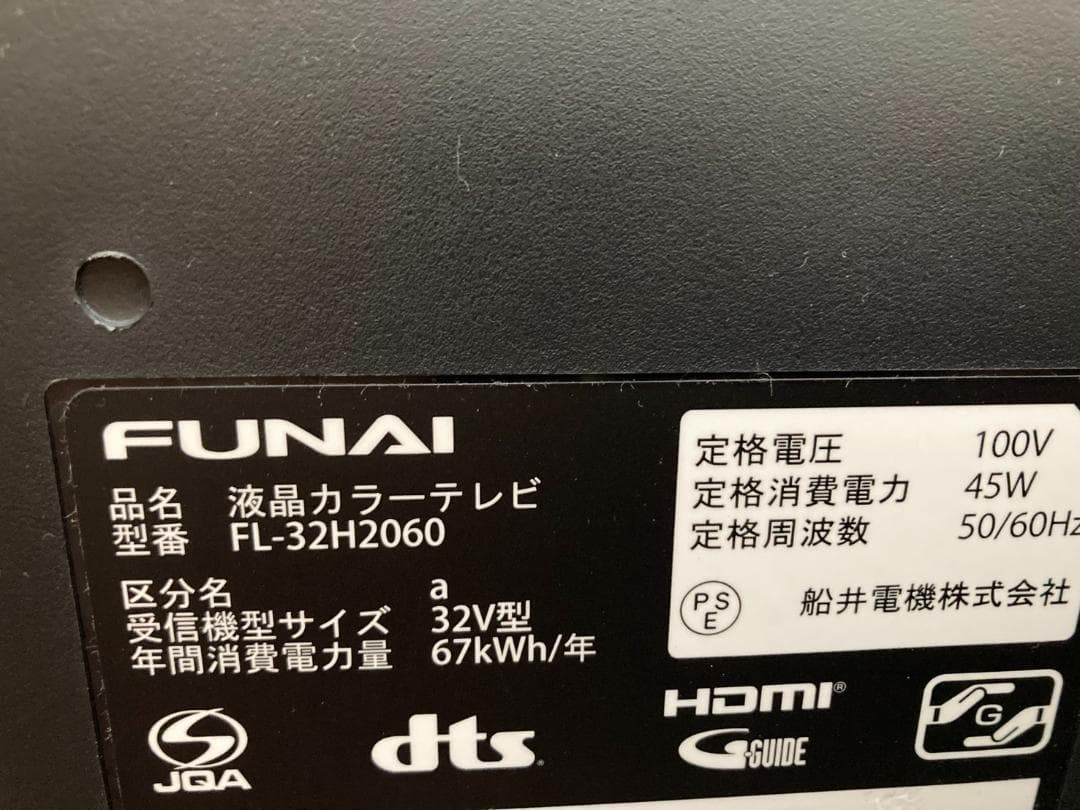 FUNAI
品名 液晶カラーテレビ
型番 FL-32H2060
区分名 a
受信機型サイズ 32V型
年間消費電力量 67kWh/年
定格電圧 100V
定格消費電力 45W
定格周波数 50/60Hz
PSE 船井電機株式会社
JQA
dts
HDMI®
G-GUIDE
G